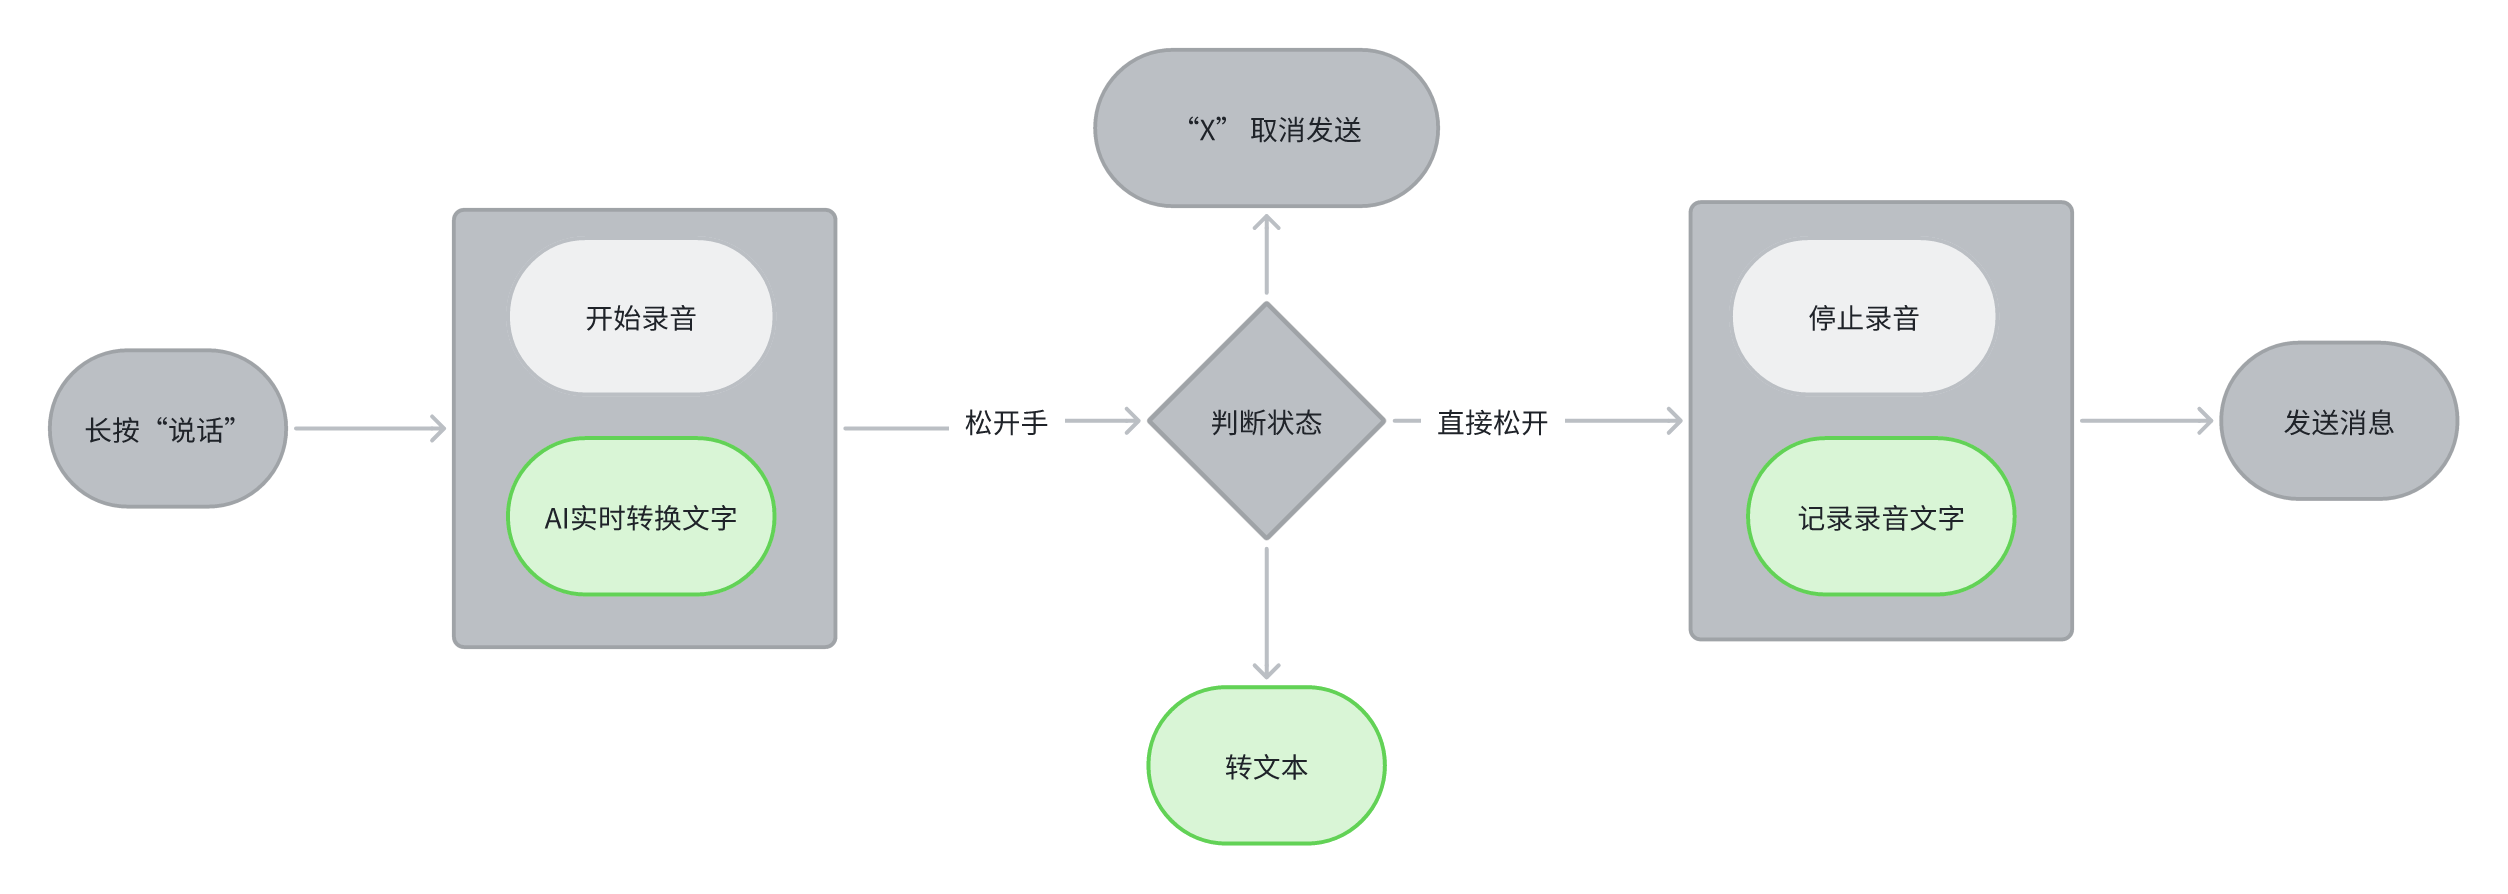 “X” 取消发送
开始录音
停止录音
长按 “说话”
松开手
判断状态
直接松开
发送消息
AI实时转换文字
记录录音文字
转文本